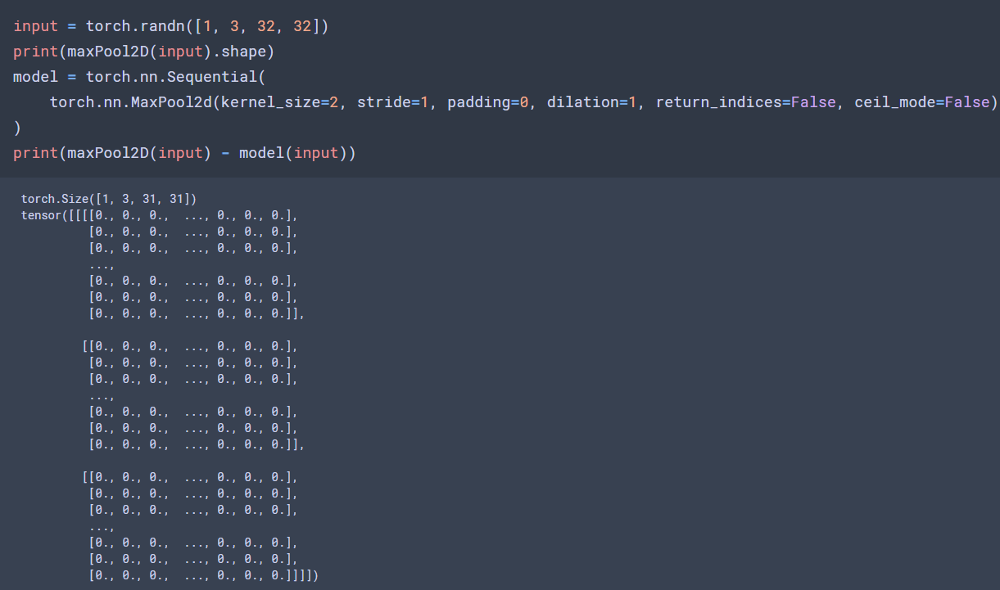 input = torch.randn([1, 3, 32, 32])
print(maxPool2D(input).shape)
model = torch.nn.Sequential(
    torch.nn.MaxPool2d(kernel_size=2, stride=1, padding=0, dilation=1, return_indices=False, ceil_mode=False)
)
print(maxPool2D(input) - model(input))
torch.Size([1, 3, 31, 31])
tensor([[[[0., 0., 0.,  ..., 0., 0., 0.],
          [0., 0., 0.,  ..., 0., 0., 0.],
          [0., 0., 0.,  ..., 0., 0., 0.],
          ...,
          [0., 0., 0.,  ..., 0., 0., 0.],
          [0., 0., 0.,  ..., 0., 0., 0.],
          [0., 0., 0.,  ..., 0., 0., 0.]],
         [[0., 0., 0.,  ..., 0., 0., 0.],
          [0., 0., 0.,  ..., 0., 0., 0.],
          [0., 0., 0.,  ..., 0., 0., 0.],
          ...,
          [0., 0., 0.,  ..., 0., 0., 0.],
          [0., 0., 0.,  ..., 0., 0., 0.],
          [0., 0., 0.,  ..., 0., 0., 0.]],
         [[0., 0., 0.,  ..., 0., 0., 0.],
          [0., 0., 0.,  ..., 0., 0., 0.],
          [0., 0., 0.,  ..., 0., 0., 0.],
          ...,
          [0., 0., 0.,  ..., 0., 0., 0.],
          [0., 0., 0.,  ..., 0., 0., 0.],
          [0., 0., 0.,  ..., 0., 0., 0.]]]])